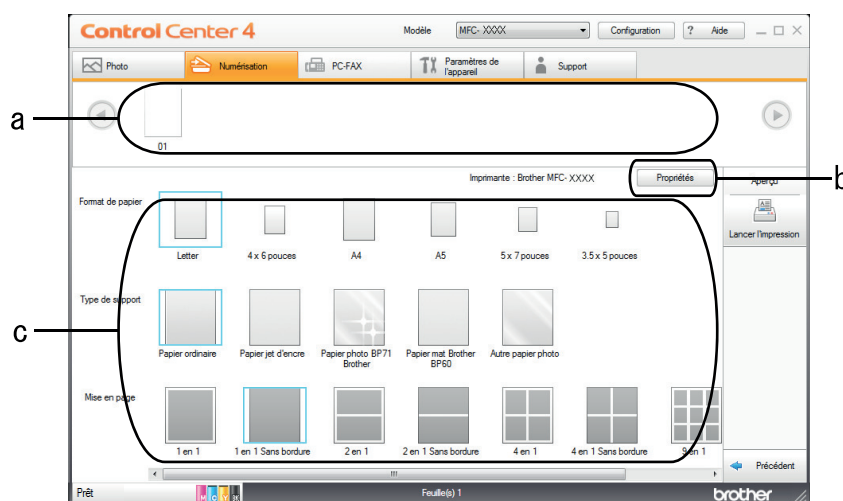 Control Center 4
Modèle
MFC- XXXX
Configuration
? Aide
Photo
Numérisation
PC-FAX
Paramètres de
l'appareil
Support
a
01
Imprimante : Brother MFC- XXXX
Propriétés
b
Aperçu
Format de papier
Lancer l'impression
Letter
4 x 6 pouces
A4
A5
5 x 7 pouces
3.5 x 5 pouces
Type de support
c
Papier ordinaire
Papier jet d'encre
Papier photo BP71
Brother
Papier mat Brother
BP60
Autre papier photo
Mise en page
1 en 1
1 en 1 Sans bordure
2 en 1
2 en 1 Sans bordure
4 en 1
4 en 1 Sans bordure
9 en 1
Précédent
Prêt
M C Y BK
Feuille(s) 1
brother